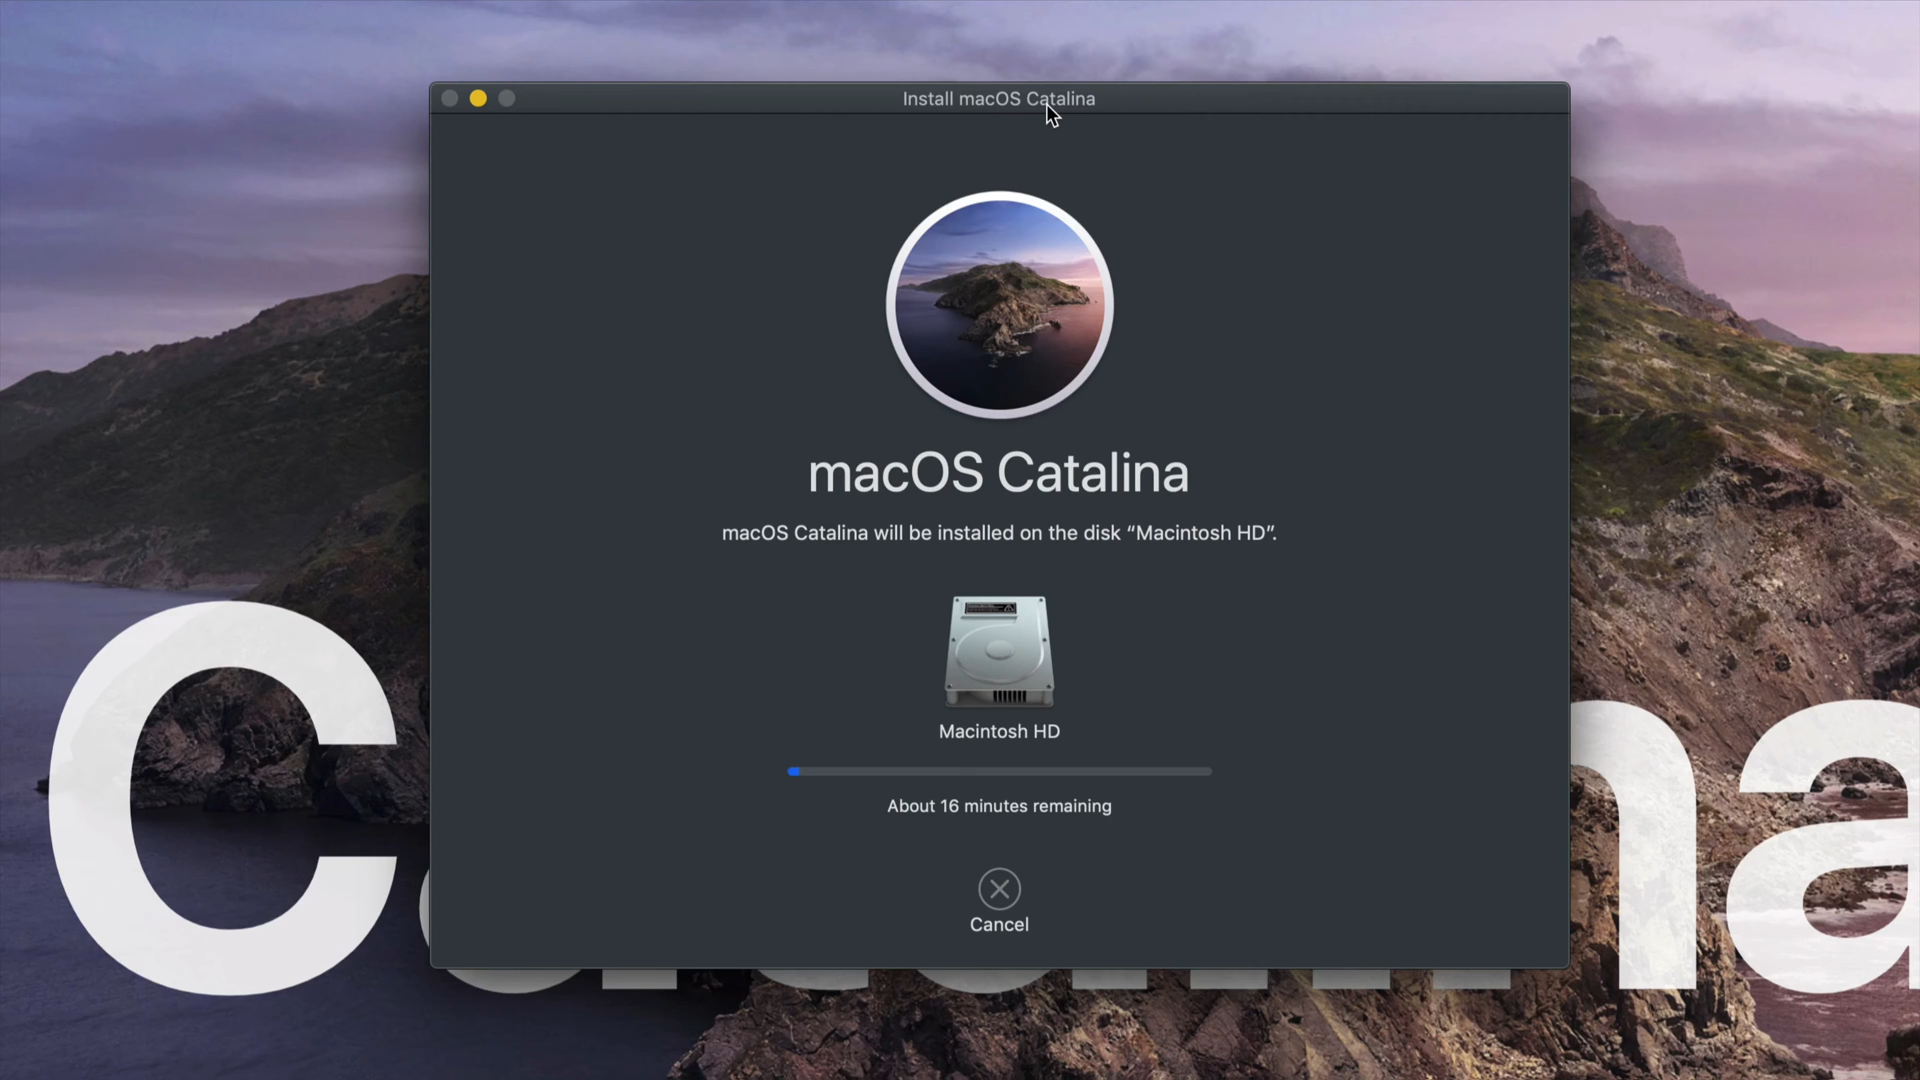 Install macOS Catalina
macOS Catalina
macOS Catalina will be installed on the disk “Macintosh HD”.
Macintosh HD
About 16 minutes remaining
Cancel